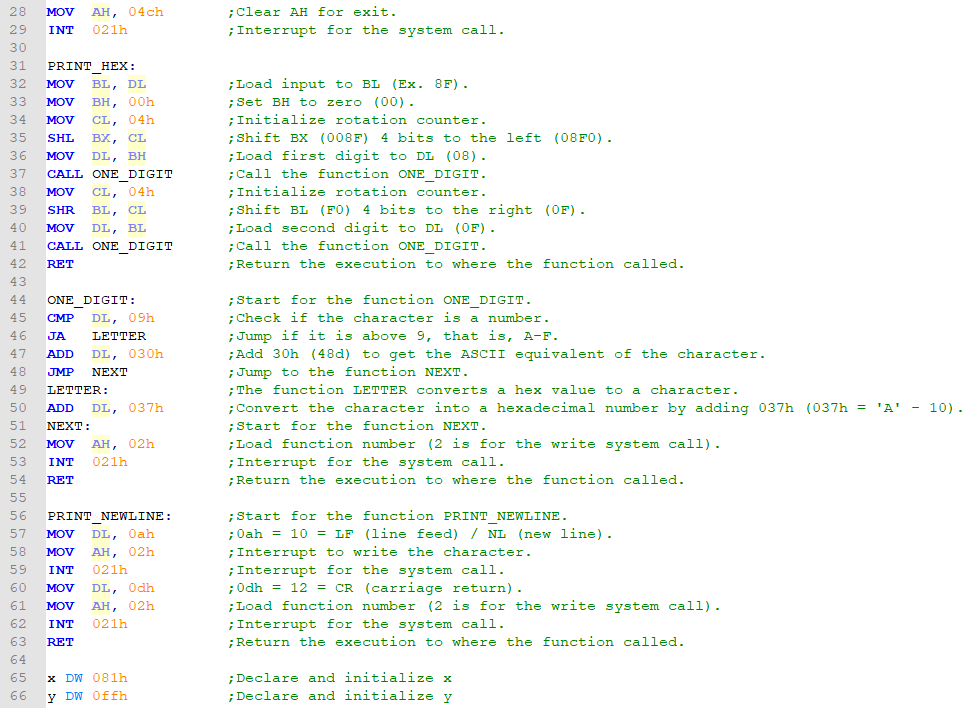 28 MOV AH, 04ch ;Clear AH for exit.
29 INT 021h ;Interrupt for the system call.
30
31 PRINT_HEX:
32 MOV BL, DL ;Load input to BL (Ex. 8F).
33 MOV BH, 00h ;Set BH to zero (00).
34 MOV CL, 04h ;Initialize rotation counter.
35 SHL BX, CL ;Shift BX (008F) 4 bits to the left (08F0).
36 MOV DL, BH ;Load first digit to DL (08).
37 CALL ONE_DIGIT ;Call the function ONE_DIGIT.
38 MOV CL, 04h ;Initialize rotation counter.
39 SHR BL, CL ;Shift BL (F0) 4 bits to the right (0F).
40 MOV DL, BL ;Load second digit to DL (0F).
41 CALL ONE_DIGIT ;Call the function ONE_DIGIT.
42 RET ;Return the execution to where the function called.
43
44 ONE_DIGIT: ;Start for the function ONE_DIGIT.
45 CMP DL, 09h ;Check if the character is a number.
46 JA LETTER ;Jump if it is above 9, that is, A-F.
47 ADD DL, 030h ;Add 30h (48d) to get the ASCII equivalent of the character.
48 JMP NEXT ;Jump to the function NEXT.
49 LETTER: ;The function LETTER converts a hex value to a character.
50 ADD DL, 037h ;Convert the character into a hexadecimal number by adding 037h (037h = 'A' - 10).
51 NEXT: ;Start for the function NEXT.
52 MOV AH, 02h ;Load function number (2 is for the write system call).
53 INT 021h ;Interrupt for the system call.
54 RET ;Return the execution to where the function called.
55
56 PRINT_NEWLINE: ;Start for the function PRINT_NEWLINE.
57 MOV DL, 0ah ;0ah = 10 = LF (line feed) / NL (new line).
58 MOV AH, 02h ;Interrupt to write the character.
59 INT 021h ;Interrupt for the system call.
60 MOV DL, 0dh ;0dh = 12 = CR (carriage return).
61 MOV AH, 02h ;Load function number (2 is for the write system call).
62 INT 021h ;Interrupt for the system call.
63 RET ;Return the execution to where the function called.
64
65 x DW 081h ;Declare and initialize x
66 y DW 0ffh ;Declare and initialize y